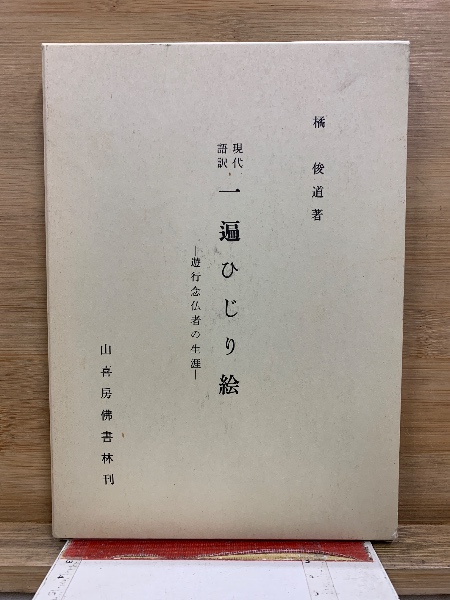 橘 俊道著
現代語訳 一遍ひじり絵
―遊行念仏者の生涯―
山喜房佛書林刊